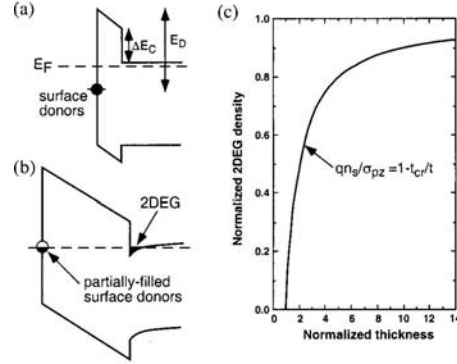 (a)
ΔE_C
E_D
E_F
surface
donors
(b)
2DEG
partially-filled
surface donors
(c)
Normalized 2DEG density
1.0
0.8
0.6
0.4
0.2
0.0
qn_s/σ_pz =1-t_cr/t
0 2 4 6 8 10 12 14
Normalized thickness